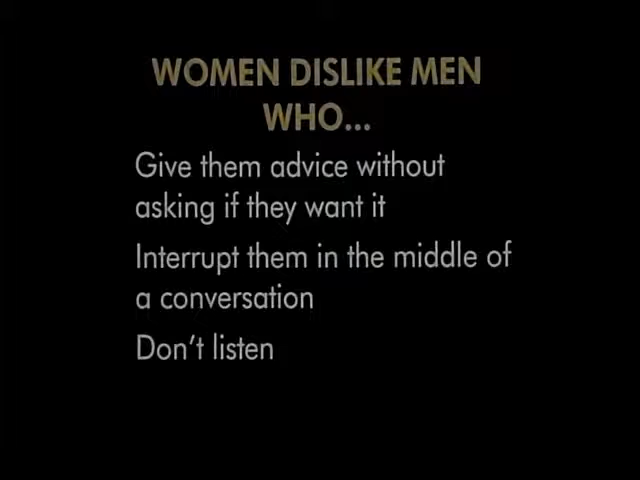 WOMEN DISLIKE MEN
WHO...
Give them advice without
asking if they want it
Interrupt them in the middle of
a conversation
Don't listen